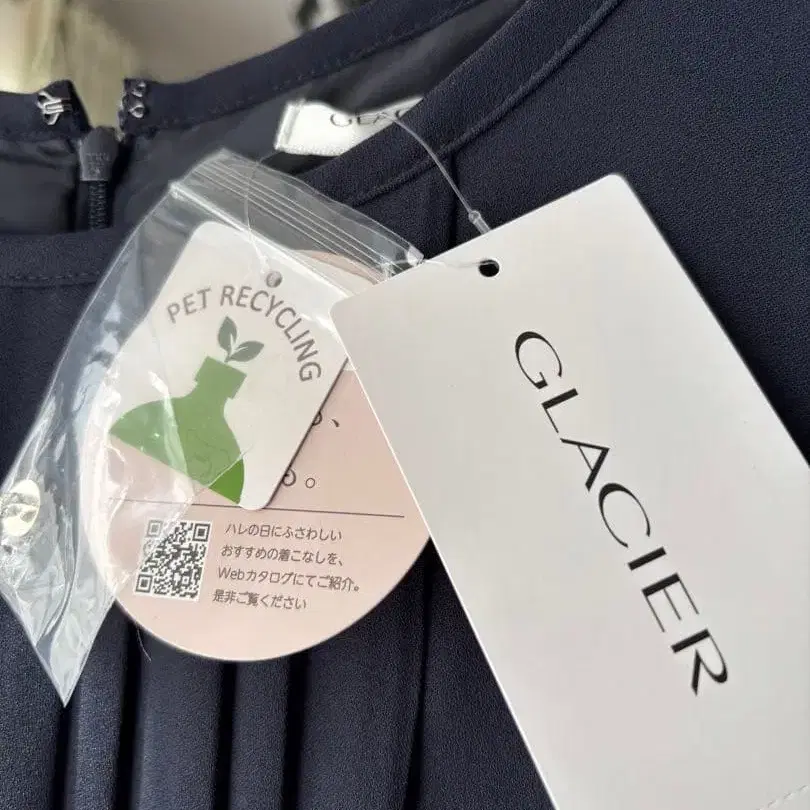 PET RECYCLING
GLACIER
ハレの日にふさわしい
おすすめの着こなしを、
Webカタログにてご紹介。
是非ご覧ください